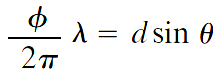 ϕ/2π λ = d sin θ